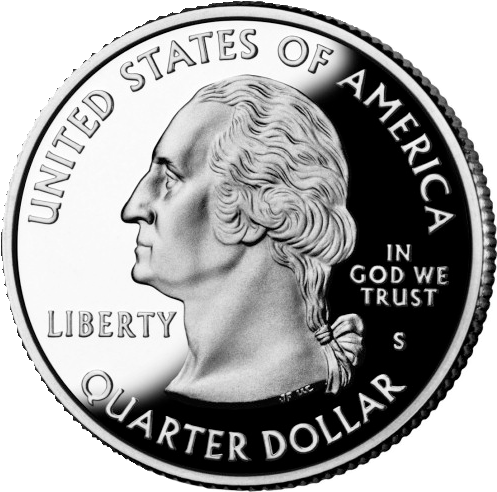 UNITED STATES OF AMERICA
LIBERTY
IN
GOD WE
TRUST
S
QUARTER DOLLAR